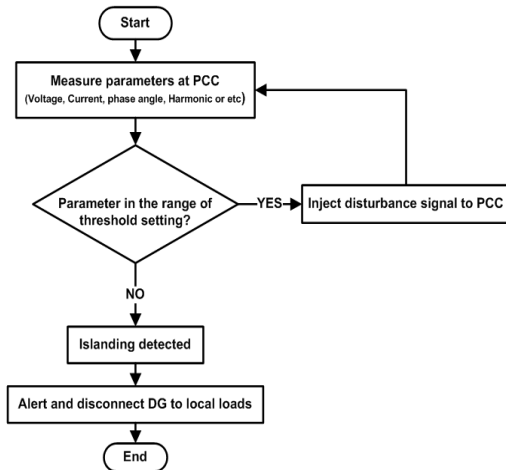 Start
Measure parameters at PCC
(Voltage, Current, phase angle, Harmonic or etc)
Parameter in the range of
threshold setting?
YES
Inject disturbance signal to PCC
NO
Islanding detected
Alert and disconnect DG to local loads
End